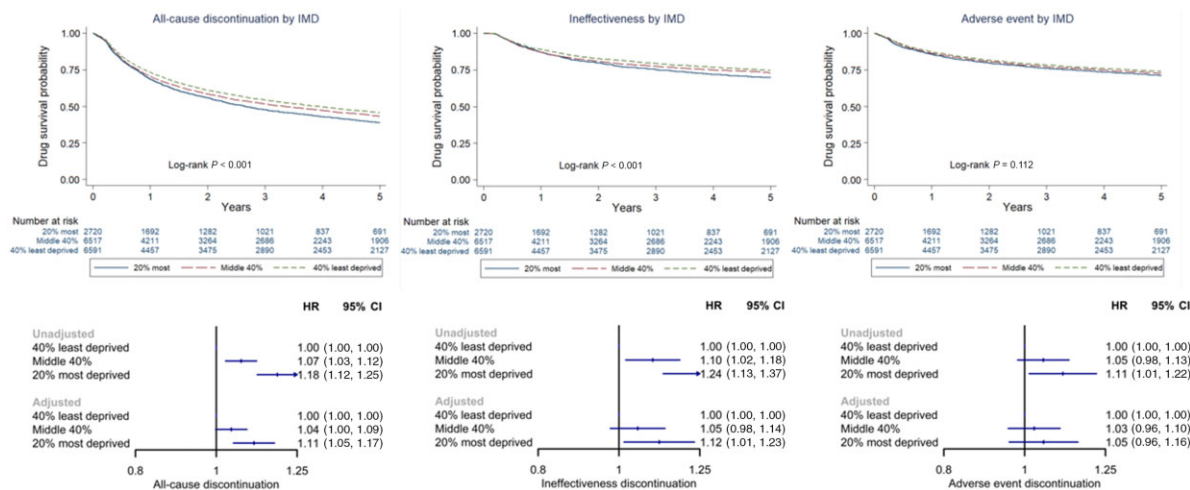 All-cause discontinuation by IMD
1.00
0.75
0.50
0.25
0.00
Drug survival probability
Log-rank P < 0.001
0 1 2 3 4 5
Years
Number at risk
20% most 2720 1692 1282 1021 837 691
Middle 40% 6517 4211 3264 2686 2243 1906
40% least deprived 6591 4457 3475 2890 2453 2127
20% most Middle 40% 40% least deprived
Ineffectiveness by IMD
1.00
0.75
0.50
0.25
0.00
Drug survival probability
Log-rank P < 0.001
0 1 2 3 4 5
Years
Number at risk
20% most 2720 1692 1282 1021 837 691
Middle 40% 6517 4211 3264 2686 2243 1906
40% least deprived 6591 4457 3475 2890 2453 2127
20% most Middle 40% 40% least deprived
Adverse event by IMD
1.00
0.75
0.50
0.25
0.00
Drug survival probability
Log-rank P = 0.112
0 1 2 3 4 5
Years
Number at risk
20% most 2720 1692 1282 1021 837 691
Middle 40% 6517 4211 3264 2686 2243 1906
40% least deprived 6591 4457 3475 2890 2453 2127
20% most Middle 40% 40% least deprived
HR 95% CI
Unadjusted
40% least deprived 1.00 (1.00, 1.00)
Middle 40% 1.07 (1.03, 1.12)
20% most deprived 1.18 (1.12, 1.25)
Adjusted
40% least deprived 1.00 (1.00, 1.00)
Middle 40% 1.04 (1.00, 1.09)
20% most deprived 1.11 (1.05, 1.17)
0.8 1 1.25
All-cause discontinuation
HR 95% CI
Unadjusted
40% least deprived 1.00 (1.00, 1.00)
Middle 40% 1.10 (1.02, 1.18)
20% most deprived 1.24 (1.13, 1.37)
Adjusted
40% least deprived 1.00 (1.00, 1.00)
Middle 40% 1.05 (0.98, 1.14)
20% most deprived 1.12 (1.01, 1.23)
0.8 1 1.25
Ineffectiveness discontinuation
HR 95% CI
Unadjusted
40% least deprived 1.00 (1.00, 1.00)
Middle 40% 1.05 (0.98, 1.13)
20% most deprived 1.11 (1.01, 1.22)
Adjusted
40% least deprived 1.00 (1.00, 1.00)
Middle 40% 1.03 (0.96, 1.10)
20% most deprived 1.05 (0.96, 1.16)
0.8 1 1.25
Adverse event discontinuation